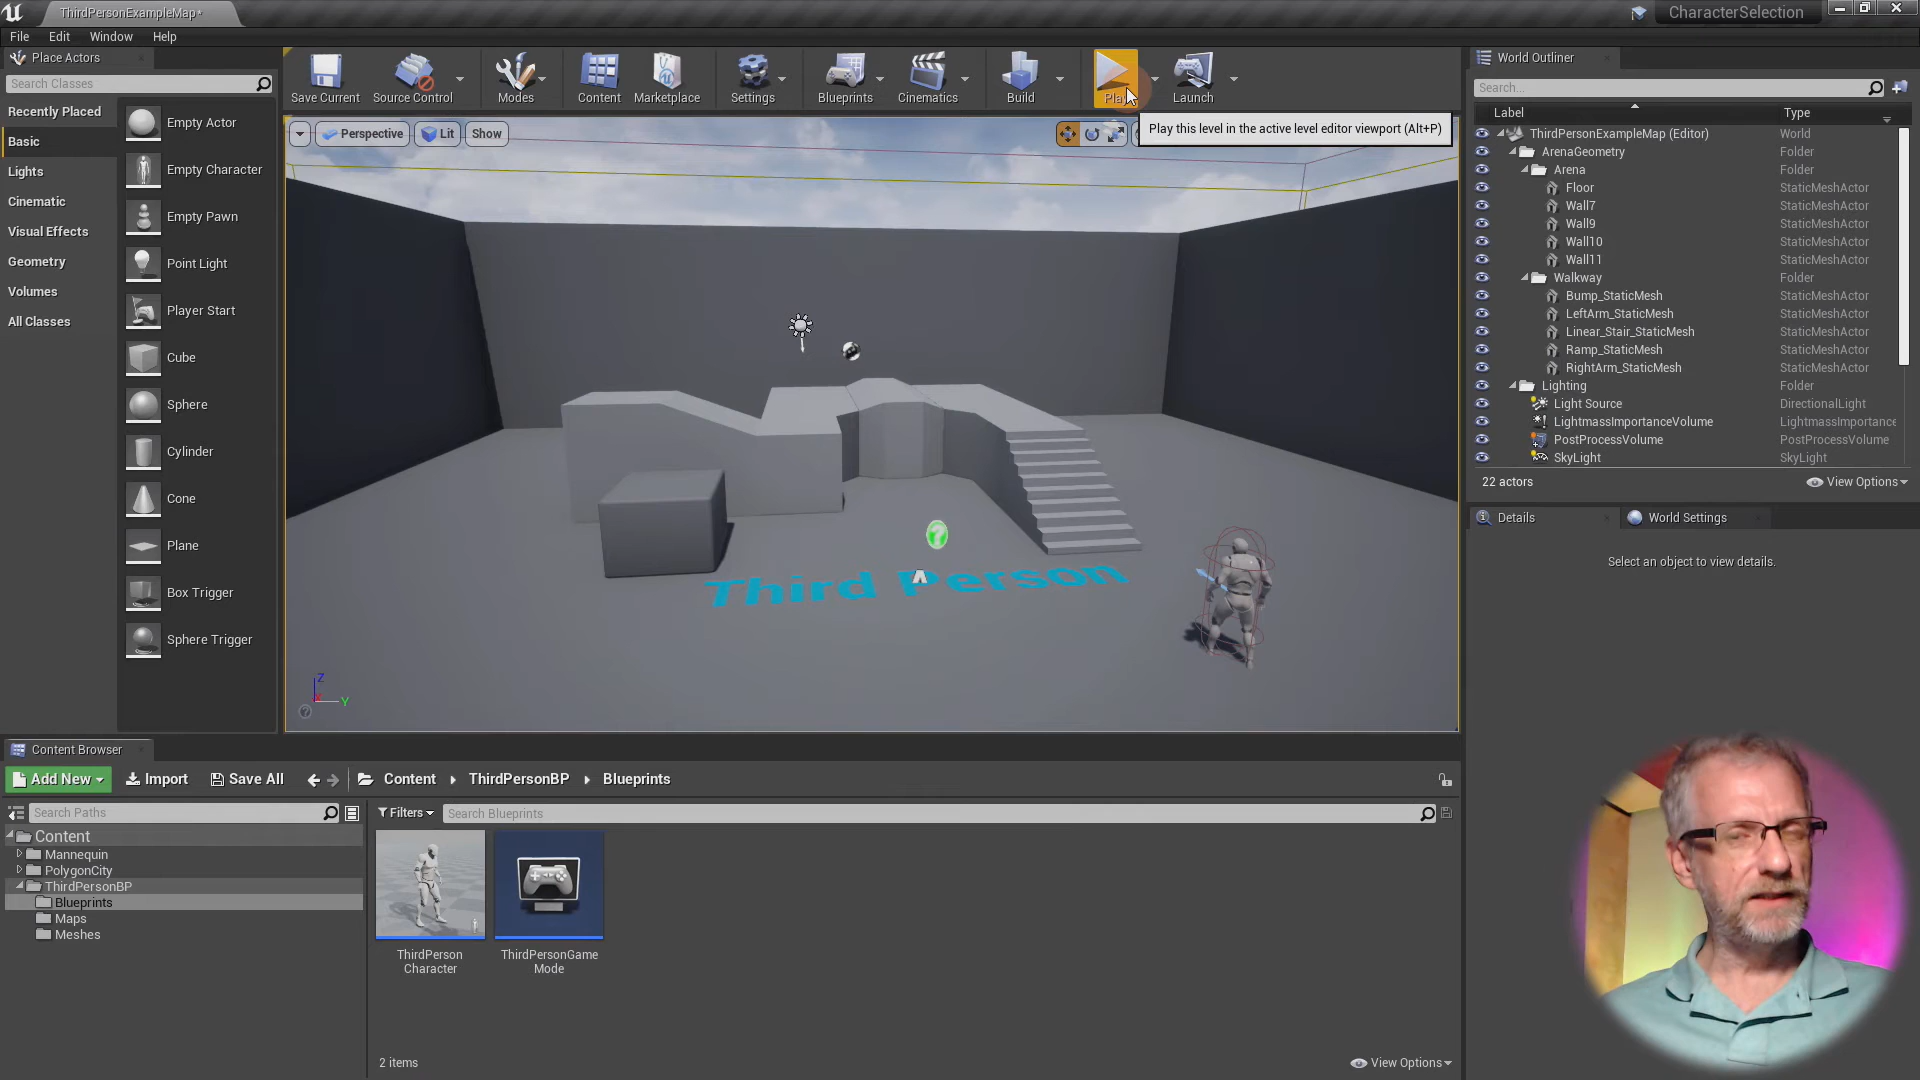 ThirdPersonExampleMap*
CharacterSelection
File Edit Window Help
Place Actors
Search Classes
Recently Placed
Basic
Lights
Cinematic
Visual Effects
Geometry
Volumes
All Classes
Empty Actor
Empty Character
Empty Pawn
Point Light
Player Start
Cube
Sphere
Cylinder
Cone
Plane
Box Trigger
Sphere Trigger
Save Current Source Control Modes Content Marketplace Settings Blueprints Cinematics Build Play Launch
Play this level in the active level editor viewport (Alt+P)
Perspective Lit Show
Third Person
Z
X
Y
World Outliner
Search...
Label Type
ThirdPersonExampleMap (Editor) World
ArenaGeometry Folder
Arena Folder
Floor StaticMeshActor
Wall7 StaticMeshActor
Wall9 StaticMeshActor
Wall10 StaticMeshActor
Wall11 StaticMeshActor
Walkway Folder
Bump_StaticMesh StaticMeshActor
LeftArm_StaticMesh StaticMeshActor
Linear_Stair_StaticMesh StaticMeshActor
Ramp_StaticMesh StaticMeshActor
RightArm_StaticMesh StaticMeshActor
Lighting Folder
Light Source DirectionalLight
LightmassImportanceVolume LightmassImportance
PostProcessVolume PostProcessVolume
SkyLight SkyLight
22 actors View Options
Details World Settings
Select an object to view details.
Content Browser
Add New Import Save All Content ThirdPersonBP Blueprints
Search Paths
Filters Search Blueprints
Content
Mannequin
PolygonCity
ThirdPersonBP
Blueprints
Maps
Meshes
ThirdPerson
Character
ThirdPersonGame
Mode
2 items View Options